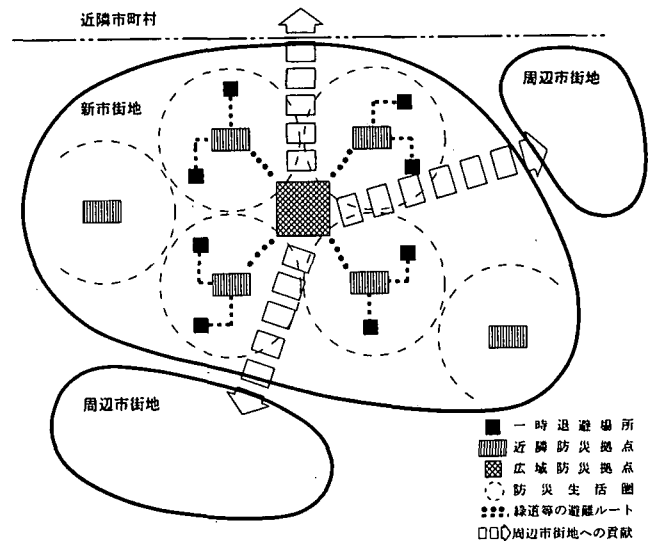 近隣市町村
周辺市街地
新市街地
周辺市街地
一時退避場所
近隣防災拠点
広域防災拠点
防災生活圏
緑道等の避難ルート
周辺市街地への貢献